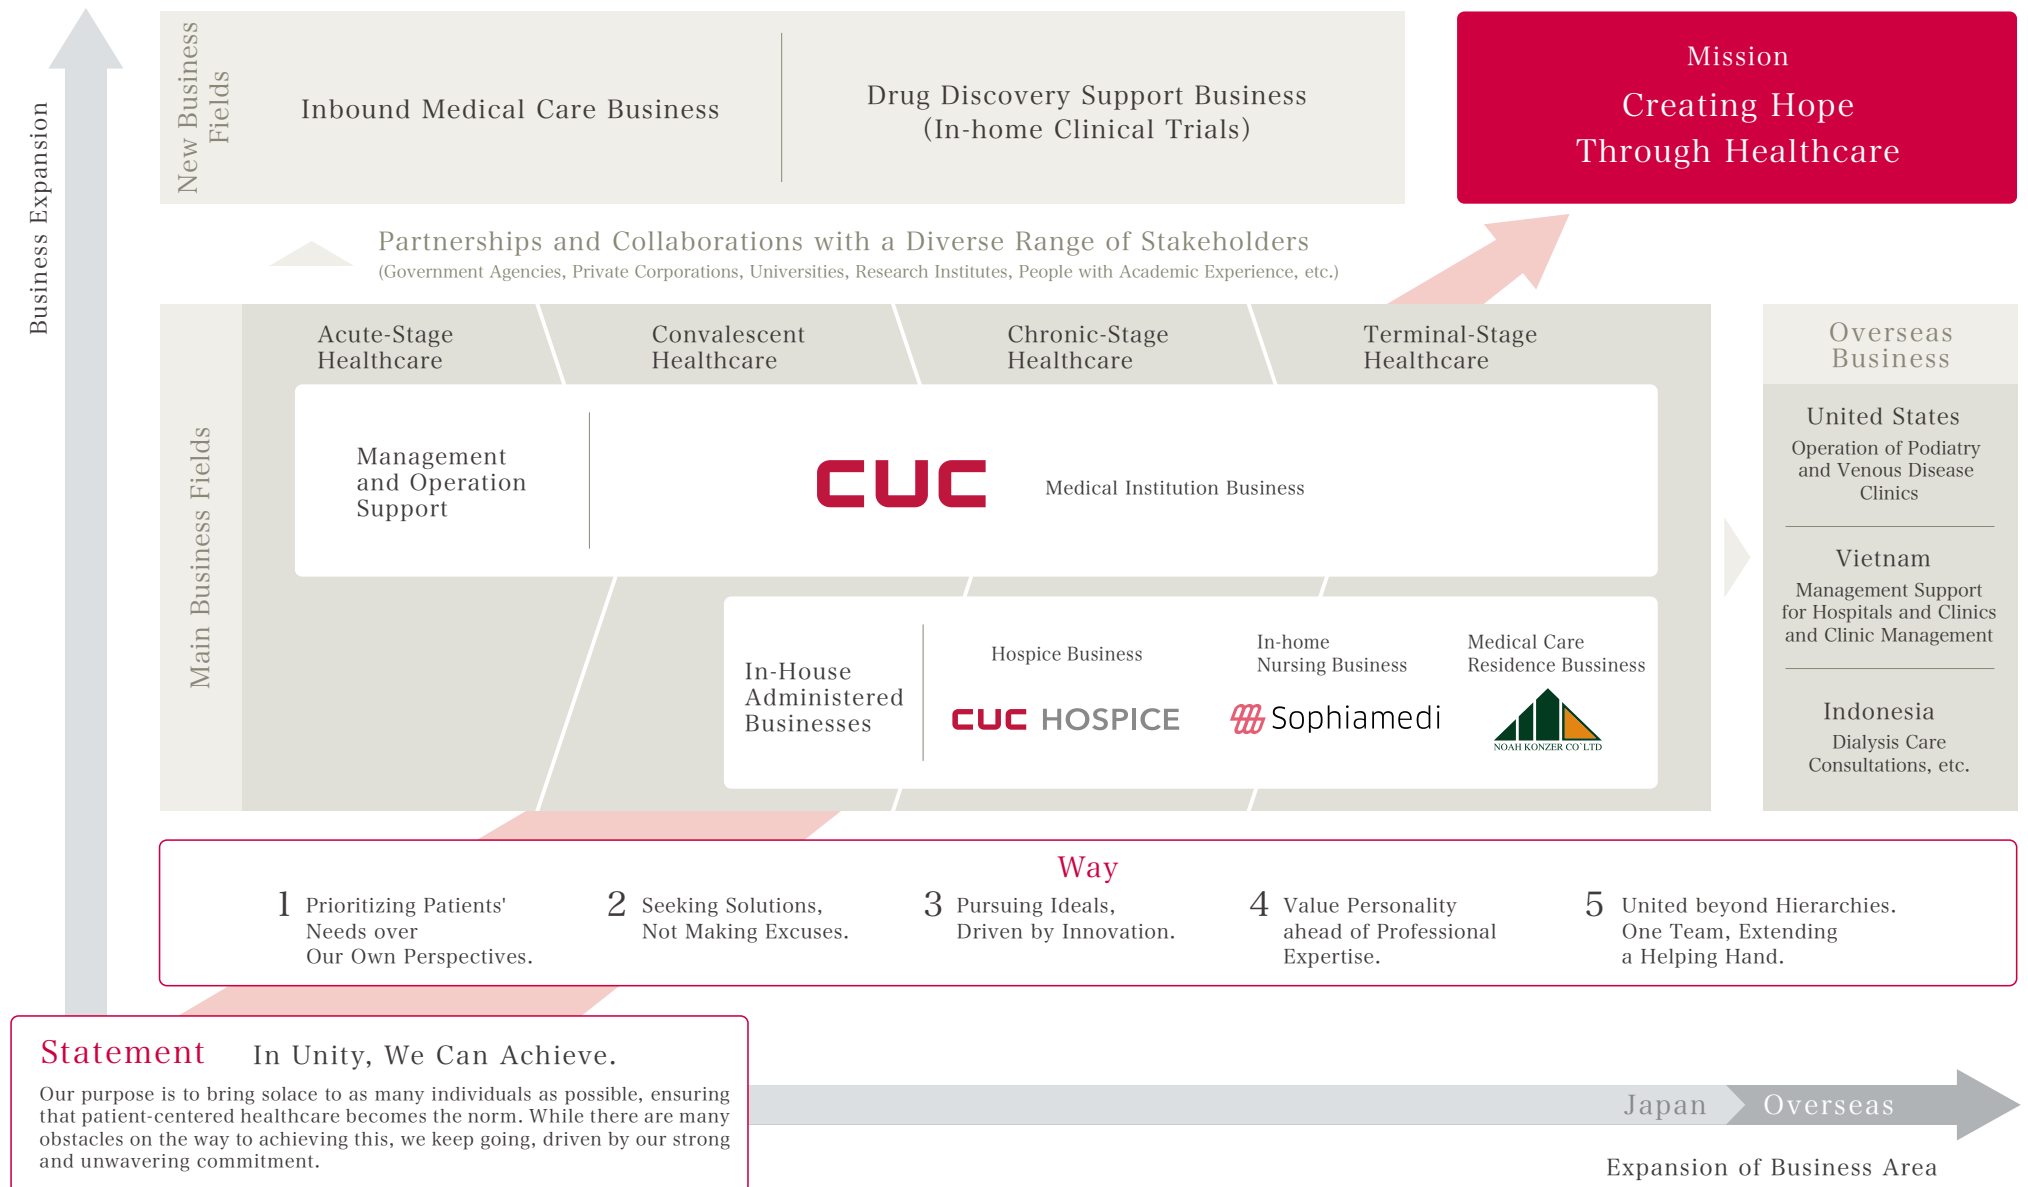 Business Expansion
New Business
Fields
Inbound Medical Care Business
Drug Discovery Support Business
(In-home Clinical Trials)
Mission
Creating Hope
Through Healthcare
Partnerships and Collaborations with a Diverse Range of Stakeholders
(Government Agencies, Private Corporations, Universities, Research Institutes, People with Academic Experience, etc.)
Main Business Fields
Acute-Stage
Healthcare
Convalescent
Healthcare
Chronic-Stage
Healthcare
Terminal-Stage
Healthcare
Management
and Operation
Support
CUC
Medical Institution Business
In-House
Administered
Businesses
Hospice Business
CUC HOSPICE
In-home
Nursing Business
Sophiamedi
Medical Care
Residence Bussiness
NOAH KONZER CO`LTD
Overseas
Business
United States
Operation of Podiatry
and Venous Disease
Clinics
Vietnam
Management Support
for Hospitals and Clinics
and Clinic Management
Indonesia
Dialysis Care
Consultations, etc.
Way
1 Prioritizing Patients'
Needs over
Our Own Perspectives.
2 Seeking Solutions,
Not Making Excuses.
3 Pursuing Ideals,
Driven by Innovation.
4 Value Personality
ahead of Professional
Expertise.
5 United beyond Hierarchies.
One Team, Extending
a Helping Hand.
Statement In Unity, We Can Achieve.
Our purpose is to bring solace to as many individuals as possible, ensuring
that patient-centered healthcare becomes the norm. While there are many
obstacles on the way to achieving this, we keep going, driven by our strong
and unwavering commitment.
Japan
Overseas
Expansion of Business Area